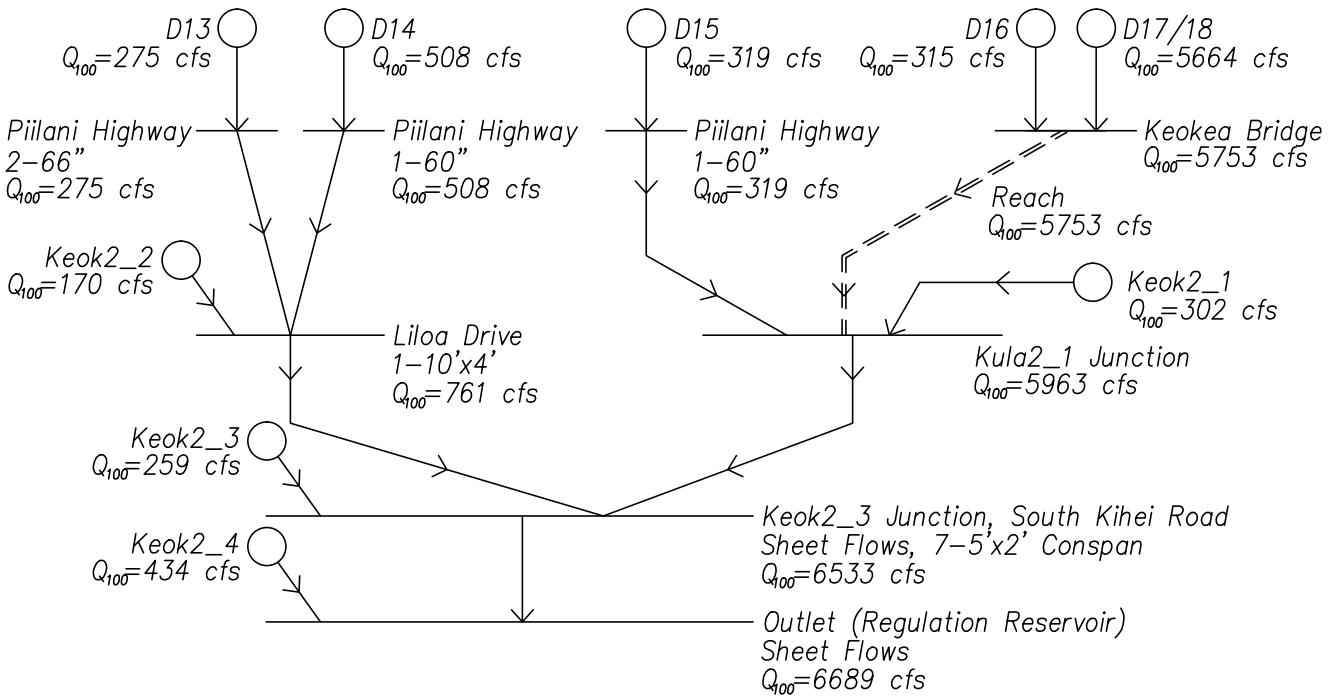 D13
Q100=275 cfs
D14
Q100=508 cfs
D15
Q100=319 cfs
D16
Q100=315 cfs
D17/18
Q100=5664 cfs
Piilani Highway
2-66"
Q100=275 cfs
Piilani Highway
1-60"
Q100=508 cfs
Piilani Highway
1-60"
Q100=319 cfs
Keokea Bridge
Q100=5753 cfs
Reach
Q100=5753 cfs
Keok2_2
Q100=170 cfs
Keok2_1
Q100=302 cfs
Liloa Drive
1-10'x4'
Q100=761 cfs
Kula2_1 Junction
Q100=5963 cfs
Keok2_3
Q100=259 cfs
Keok2_3 Junction, South Kihei Road
Sheet Flows, 7-5'x2' Conspan
Q100=6533 cfs
Keok2_4
Q100=434 cfs
Outlet (Regulation Reservoir)
Sheet Flows
Q100=6689 cfs